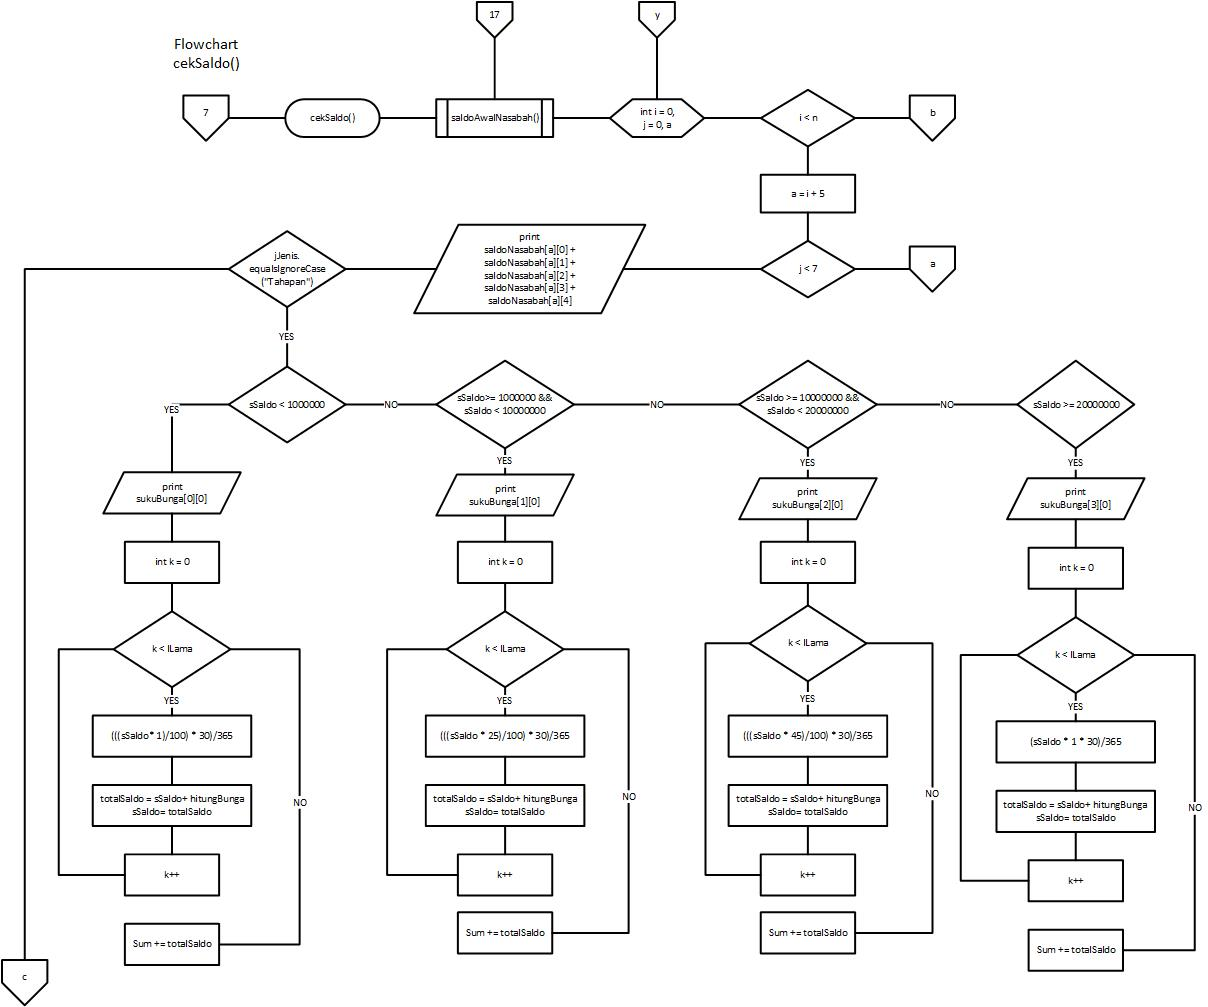 17
y
Flowchart
cekSaldo()
7
cekSaldo()
saldoAwalNasabah()
int i = 0,
j = 0, a
i < n
b
a = i + 5
jJenis.
equalsIgnoreCase
("Tahapan")
print
saldoNasabah[a][0] +
saldoNasabah[a][1] +
saldoNasabah[a][2] +
saldoNasabah[a][3] +
saldoNasabah[a][4]
j < 7
a
YES
sSaldo < 1000000
NO
sSaldo>= 1000000 &&
sSaldo < 10000000
NO
sSaldo >= 10000000 &&
sSaldo < 20000000
NO
sSaldo >= 20000000
YES
YES
YES
YES
print
sukuBunga[0][0]
print
sukuBunga[1][0]
print
sukuBunga[2][0]
print
sukuBunga[3][0]
int k = 0
int k = 0
int k = 0
int k = 0
k < lLama
k < lLama
k < lLama
k < lLama
YES
YES
YES
YES
(((sSaldo* 1)/100) * 30)/365
(((sSaldo * 25)/100) * 30)/365
(((sSaldo * 45)/100) * 30)/365
(sSaldo * 1 * 30)/365
totalSaldo = sSaldo+ hitungBunga
sSaldo= totalSaldo
NO
totalSaldo = sSaldo+ hitungBunga
sSaldo= totalSaldo
NO
totalSaldo = sSaldo+ hitungBunga
sSaldo= totalSaldo
NO
totalSaldo = sSaldo+ hitungBunga
sSaldo= totalSaldo
NO
k++
k++
k++
k++
Sum += totalSaldo
Sum += totalSaldo
Sum += totalSaldo
Sum += totalSaldo
c